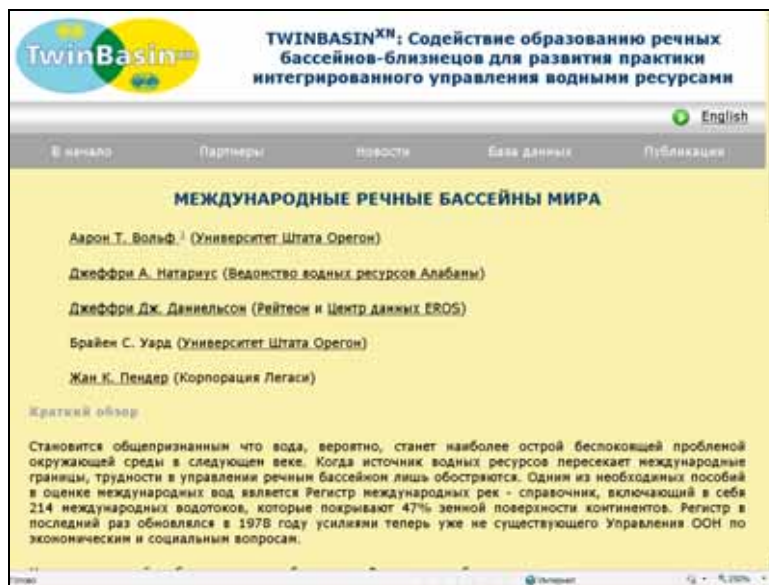 TwinBasin
TWINBASINXN: Содействие образованию речных
бассейнов-близнецов для развития практики
интегрированного управления водными ресурсами
English
В начало Партнеры Новости База данных Публикации
МЕЖДУНАРОДНЫЕ РЕЧНЫЕ БАССЕЙНЫ МИРА
Аарон Т. Вольф 1 (Университет Штата Орегон)
Джеффри А. Натариус (Ведомство водных ресурсов Алабаны)
Джеффри Дж. Даниельсон (Рейтеон и Центр данных EROS)
Брайен С. Уард (Университет Штата Орегон)
Жан К. Пендер (Корпорация Легаси)
Краткий обзор
Становится общепризнанным что вода, вероятно, станет наиболее острой беспокоящей проблемой
окружающей среды в следующем веке. Когда источник водных ресурсов пересекает международные
границы, трудности в управлении речным бассейном лишь обостряются. Одним из необходимых пособий
в оценке международных вод является Регистр международных рек - справочник, включающий в себя
214 международных водотоков, которые покрывают 47% земной поверхности континентов. Регистр в
последний раз обновлялся в 1978 году усилиями теперь уже не существующего Управления ООН по
экономическим и социальным вопросам.
Готово Интернет